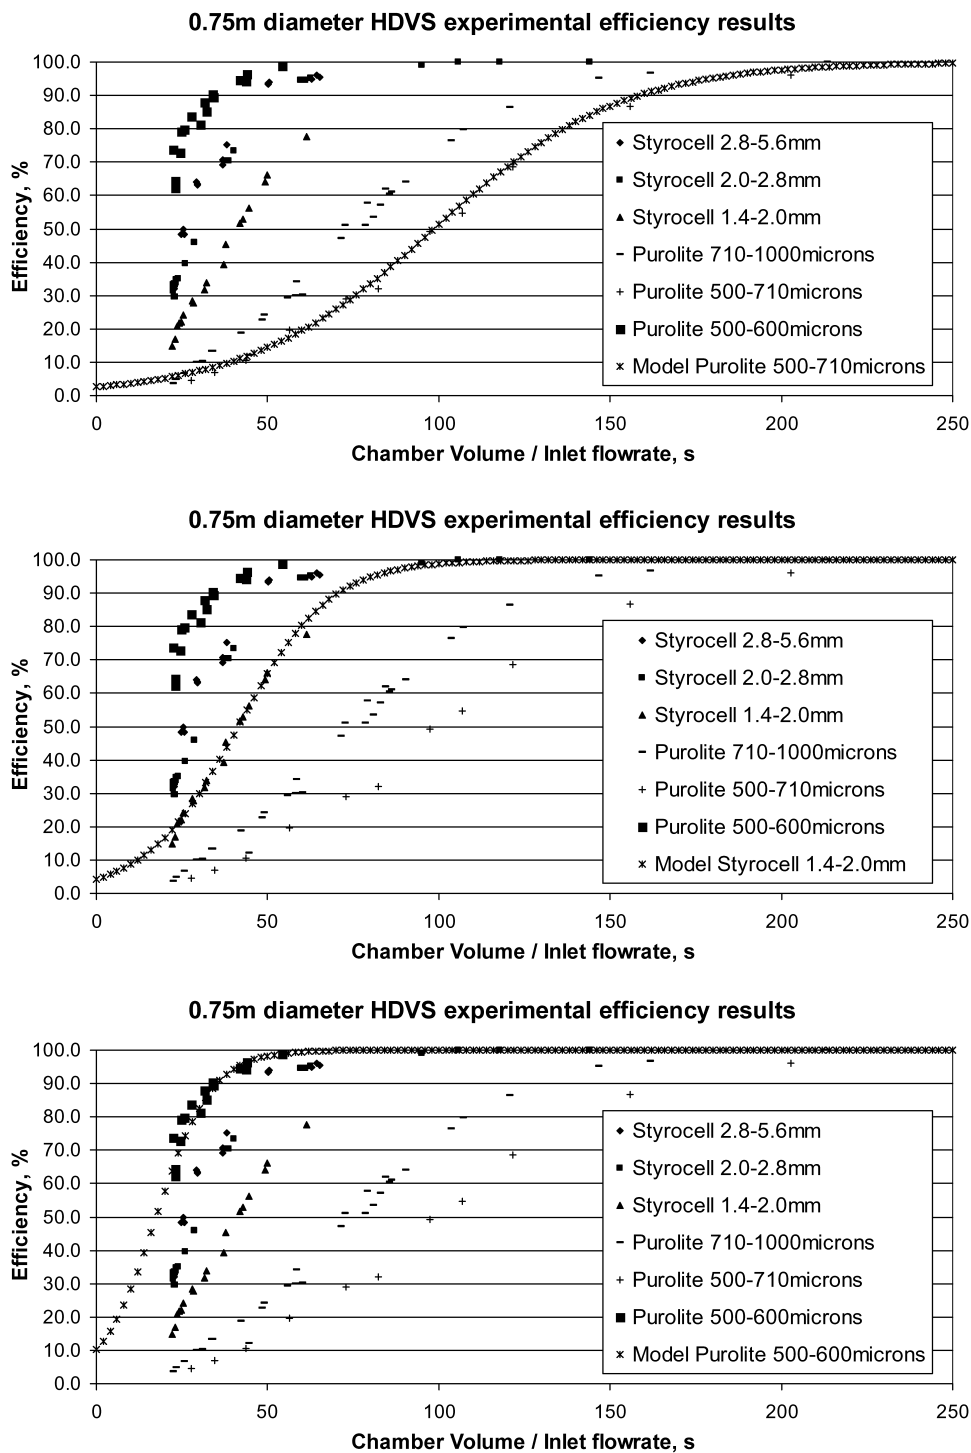 0.75m diameter HDVS experimental efficiency results
100.0
90.0
80.0
70.0
60.0
50.0
40.0
30.0
20.0
10.0
0.0
Efficiency, %
Styrocell 2.8-5.6mm
Styrocell 2.0-2.8mm
Styrocell 1.4-2.0mm
Purolite 710-1000microns
Purolite 500-710microns
Purolite 500-600microns
Model Purolite 500-710microns
0 50 100 150 200 250
Chamber Volume / Inlet flowrate, s
0.75m diameter HDVS experimental efficiency results
100.0
90.0
80.0
70.0
60.0
50.0
40.0
30.0
20.0
10.0
0.0
Efficiency, %
Styrocell 2.8-5.6mm
Styrocell 2.0-2.8mm
Styrocell 1.4-2.0mm
Purolite 710-1000microns
Purolite 500-710microns
Purolite 500-600microns
Model Styrocell 1.4-2.0mm
0 50 100 150 200 250
Chamber Volume / Inlet flowrate, s
0.75m diameter HDVS experimental efficiency results
100.0
90.0
80.0
70.0
60.0
50.0
40.0
30.0
20.0
10.0
0.0
Efficiency, %
Styrocell 2.8-5.6mm
Styrocell 2.0-2.8mm
Styrocell 1.4-2.0mm
Purolite 710-1000microns
Purolite 500-710microns
Purolite 500-600microns
Model Purolite 500-600microns
0 50 100 150 200 250
Chamber Volume / Inlet flowrate, s